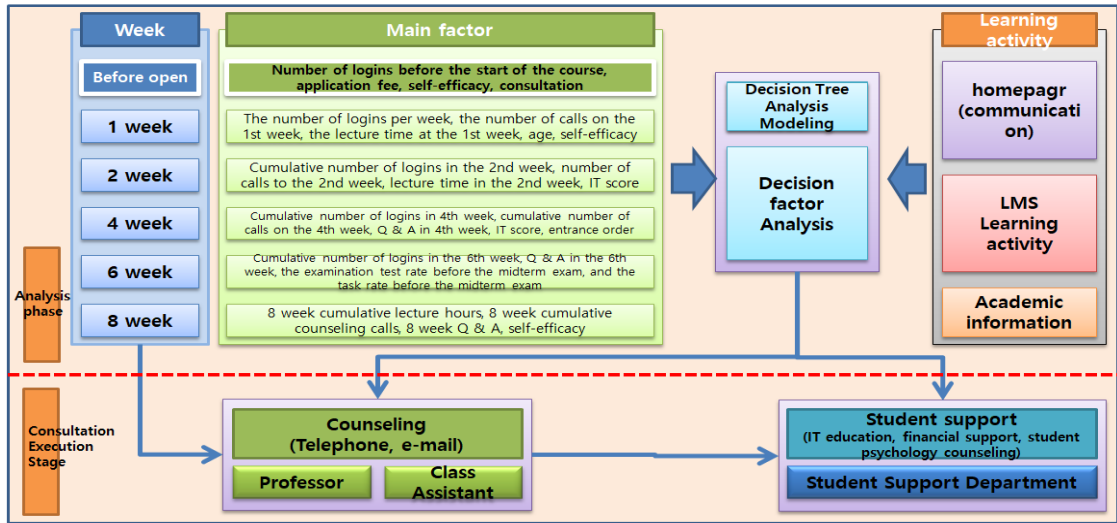 Week
Before open
1 week
2 week
4 week
6 week
8 week
Main factor
Number of logins before the start of the course,
application fee, self-efficacy, consultation
The number of logins per week, the number of calls on
the 1st week, the lecture time at the 1st week, age, self-efficacy
Cumulative number of logins in the 2nd week, number
of calls to the 2nd week, lecture time in the 2nd week, IT score
Cumulative number of logins in 4th week, cumulative number of
calls on the 4th week, Q & A in 4th week, IT score, entrance order
Cumulative number of logins in the 6th week, Q & A in the 6th
week, the examination test rate before the midterm exam, and the
task rate before the midterm exam
8 week cumulative lecture hours, 8 week cumulative
counseling calls, 8 week Q & A, self-efficacy
Decision Tree
Analysis
Modeling
Decision
factor
Analysis
Learning
activity
homepagr
(communicati
on)
LMS
Learning
activity
Academic
information
Analysis
phase
Consultation
Execution
Stage
Counseling
(Telephone, e-mail)
Professor
Class
Assistant
Student support
(IT education, financial support, student
psychology counseling)
Student Support Department